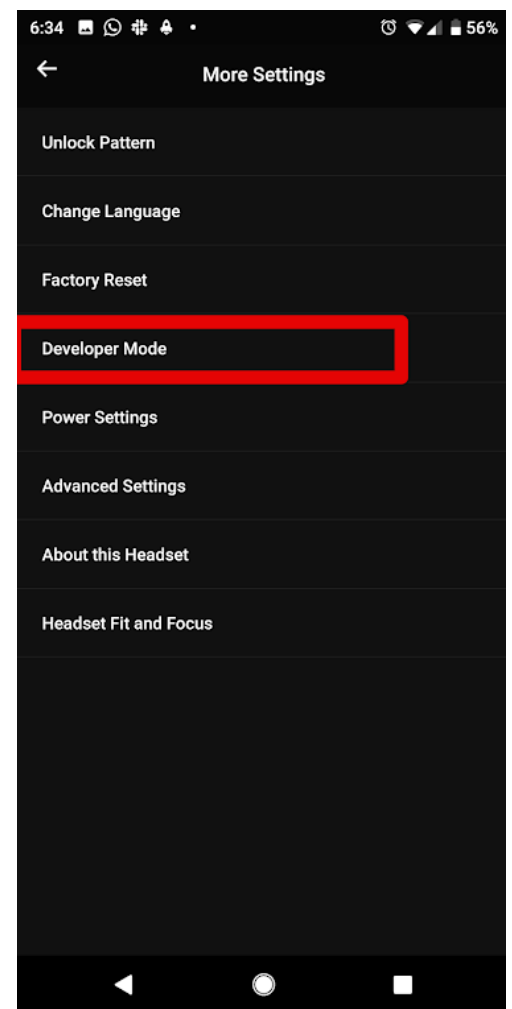 6:34 56%
More Settings
Unlock Pattern
Change Language
Factory Reset
Developer Mode
Power Settings
Advanced Settings
About this Headset
Headset Fit and Focus